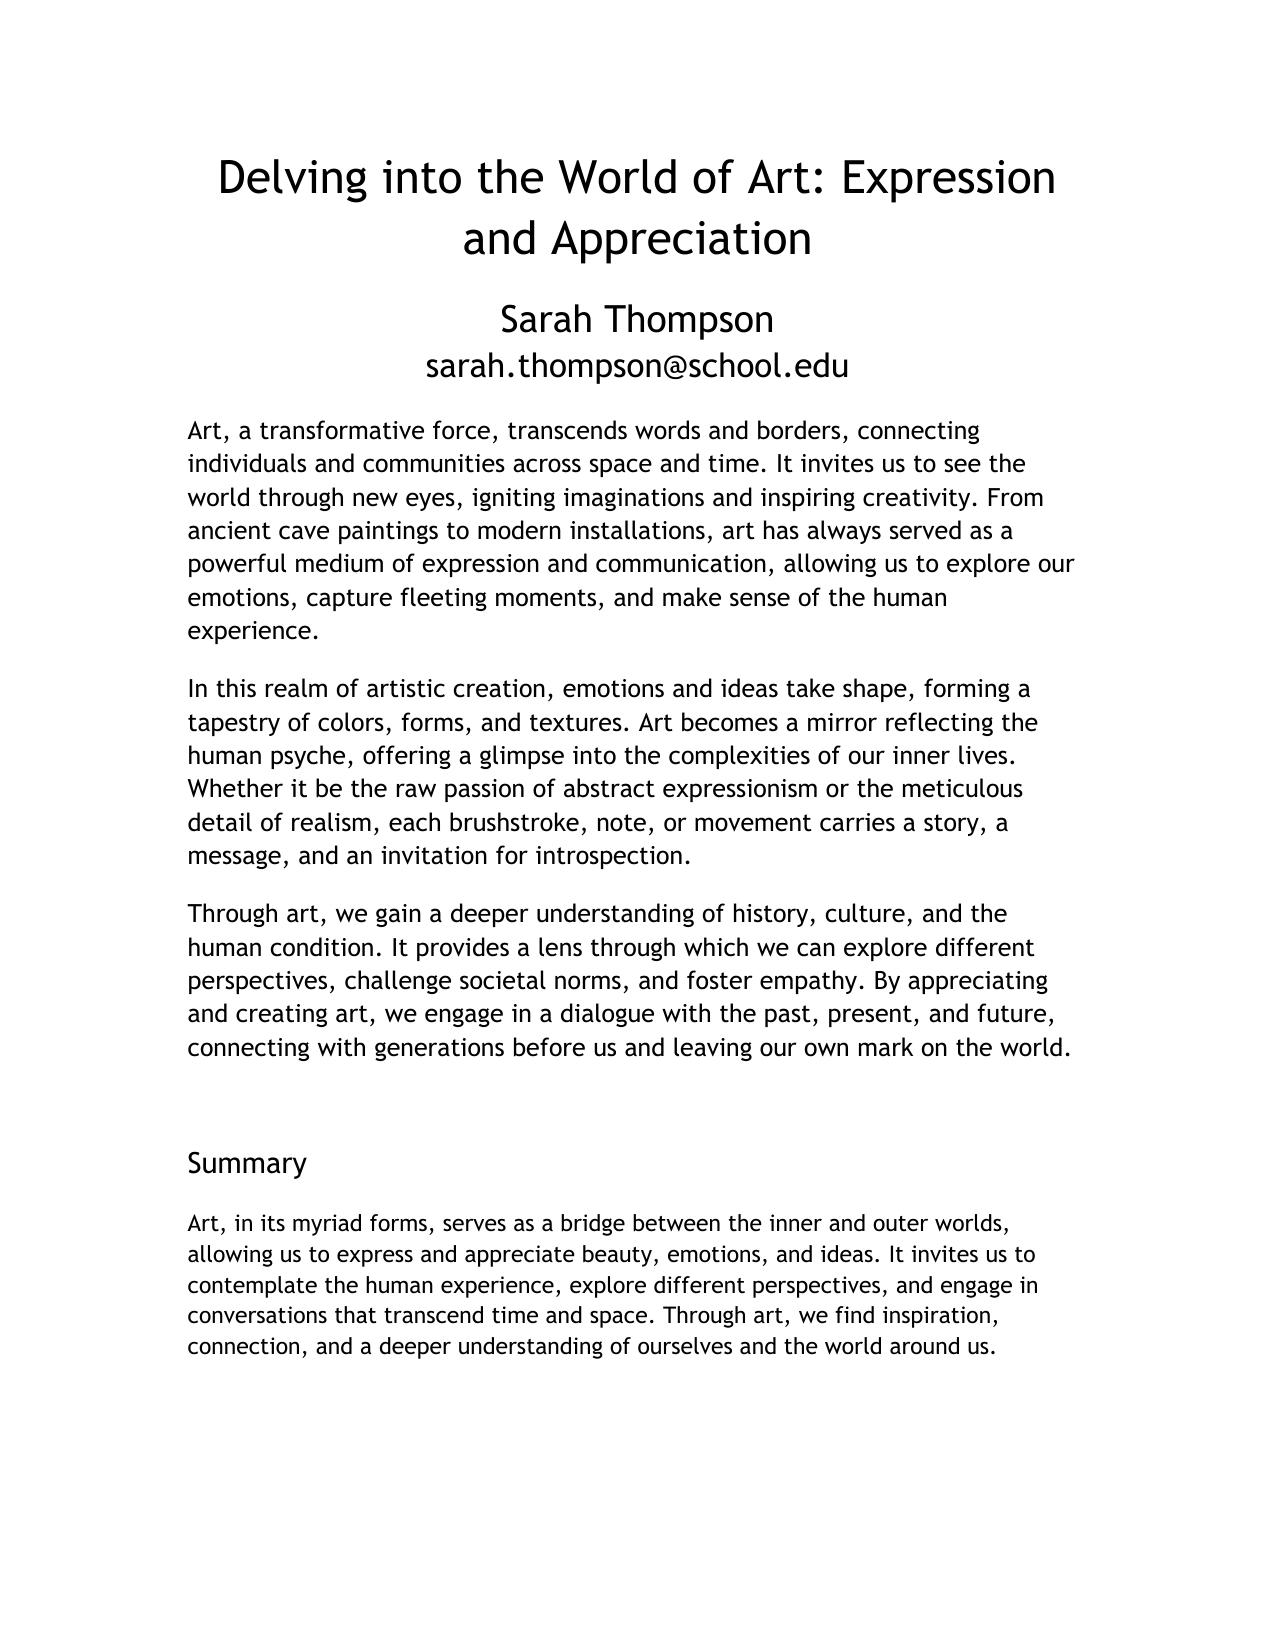 Delving into the World of Art: Expression
and Appreciation
Sarah Thompson
sarah.thompson@school.edu
Art, a transformative force, transcends words and borders, connecting
individuals and communities across space and time. It invites us to see the
world through new eyes, igniting imaginations and inspiring creativity. From
ancient cave paintings to modern installations, art has always served as a
powerful medium of expression and communication, allowing us to explore our
emotions, capture fleeting moments, and make sense of the human
experience.
In this realm of artistic creation, emotions and ideas take shape, forming a
tapestry of colors, forms, and textures. Art becomes a mirror reflecting the
human psyche, offering a glimpse into the complexities of our inner lives.
Whether it be the raw passion of abstract expressionism or the meticulous
detail of realism, each brushstroke, note, or movement carries a story, a
message, and an invitation for introspection.
Through art, we gain a deeper understanding of history, culture, and the
human condition. It provides a lens through which we can explore different
perspectives, challenge societal norms, and foster empathy. By appreciating
and creating art, we engage in a dialogue with the past, present, and future,
connecting with generations before us and leaving our own mark on the world.
Summary
Art, in its myriad forms, serves as a bridge between the inner and outer worlds,
allowing us to express and appreciate beauty, emotions, and ideas. It invites us to
contemplate the human experience, explore different perspectives, and engage in
conversations that transcend time and space. Through art, we find inspiration,
connection, and a deeper understanding of ourselves and the world around us.